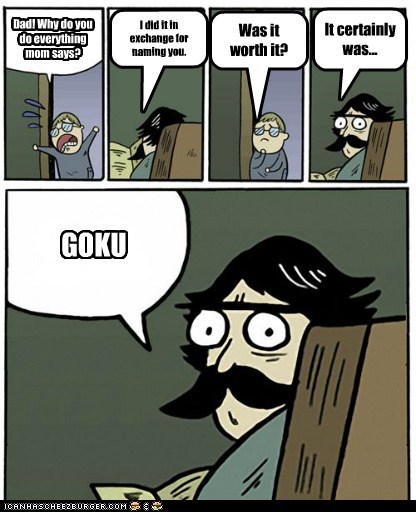 Dad! Why do you
do everything
mom says?
I did it in
exchange for
naming you.
Was it
worth it?
It certainly
was...
GOKU
ICANHASCHEEZBURGER.COM